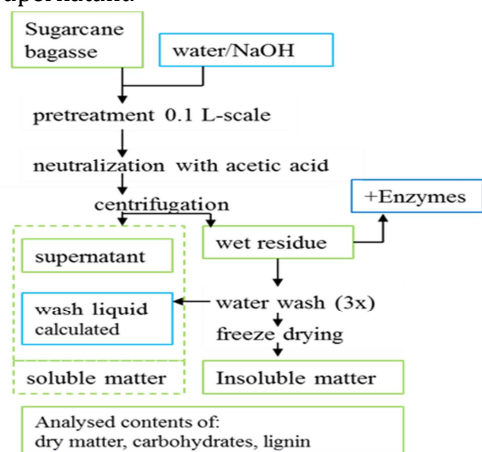 upernatant.
Sugarcane
bagasse
water/NaOH
pretreatment 0.1 L-scale
neutralization with acetic acid
centrifugation
+Enzymes
supernatant
wet residue
wash liquid
calculated
water wash (3x)
freeze drying
soluble matter
Insoluble matter
Analysed contents of:
dry matter, carbohydrates, lignin